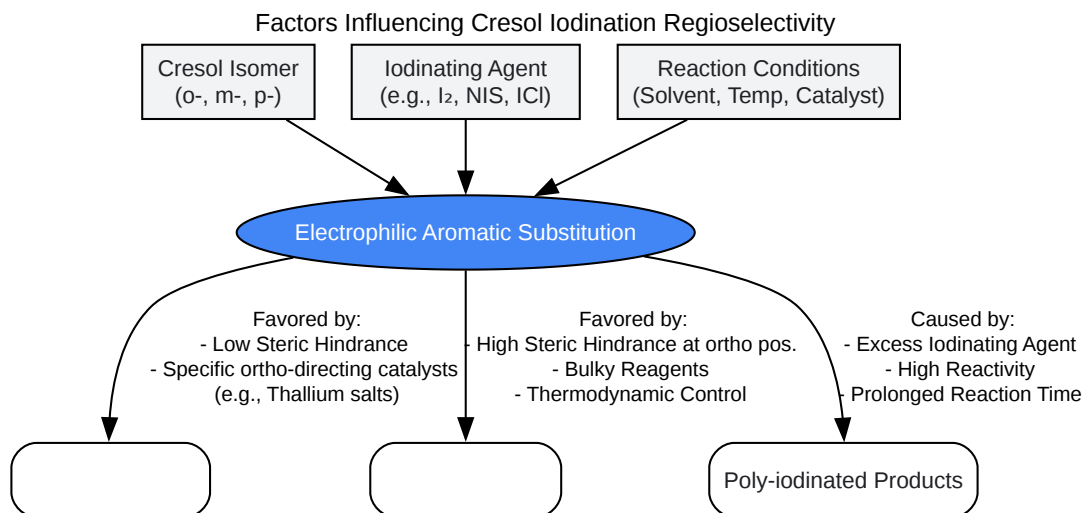 Factors Influencing Cresol Iodination Regioselectivity
Cresol Isomer
(o-, m-, p-)
Iodinating Agent
(e.g., I₂, NIS, ICl)
Reaction Conditions
(Solvent, Temp, Catalyst)
Electrophilic Aromatic Substitution
Favored by:
- Low Steric Hindrance
- Specific ortho-directing catalysts
(e.g., Thallium salts)
Favored by:
- High Steric Hindrance at ortho pos.
- Bulky Reagents
- Thermodynamic Control
Caused by:
- Excess Iodinating Agent
- High Reactivity
- Prolonged Reaction Time
Poly-iodinated Products